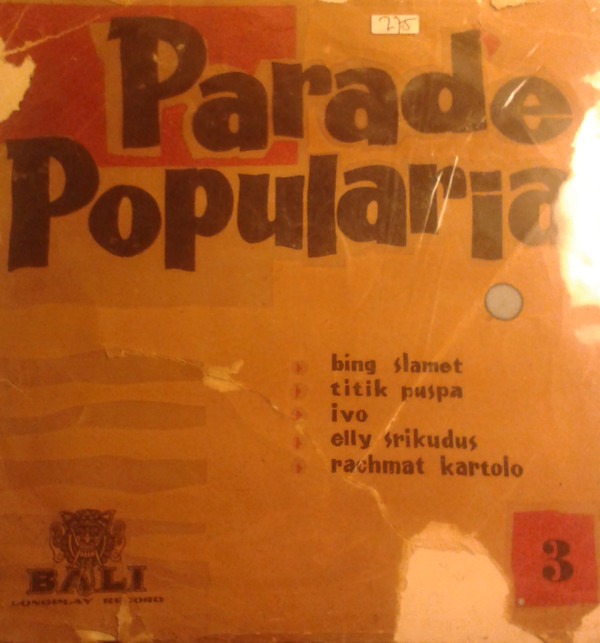 275
Parade
Popularia
bing slamet
titik puspa
ivo
elly srikudus
rachmat kartolo
BALI
LONGPLAY RECORD
3